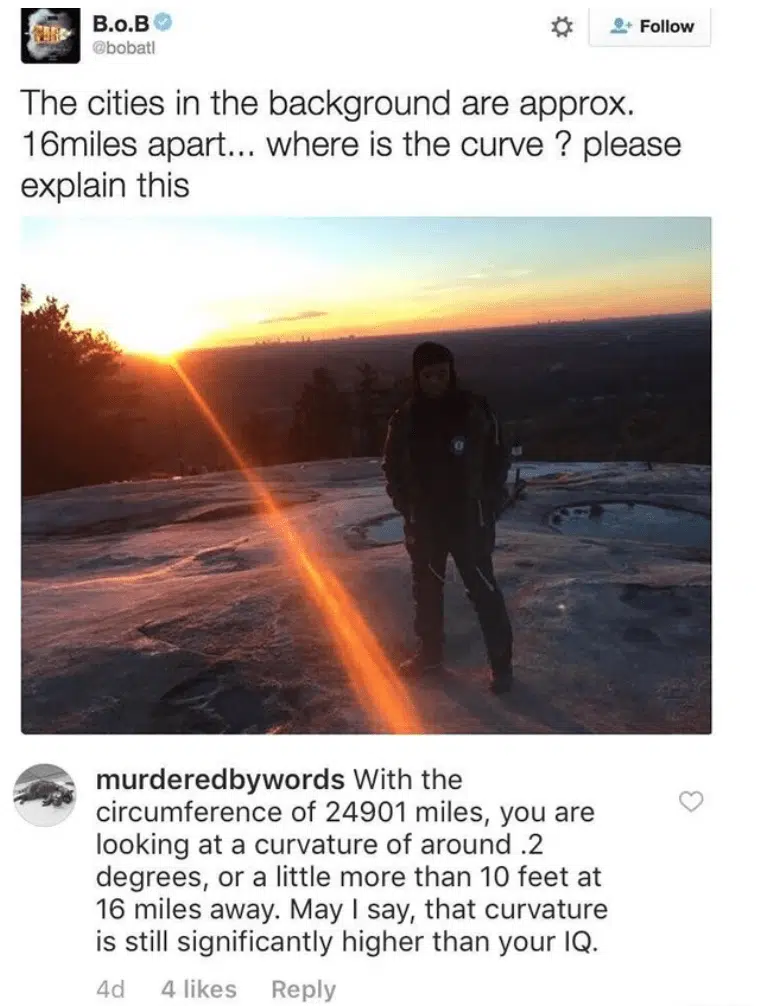 B.o.B
@bobatl
Follow
The cities in the background are approx.
16miles apart... where is the curve ? please
explain this
murderedbywords With the
circumference of 24901 miles, you are
looking at a curvature of around .2
degrees, or a little more than 10 feet at
16 miles away. May I say, that curvature
is still significantly higher than your IQ.
4d 4 likes Reply